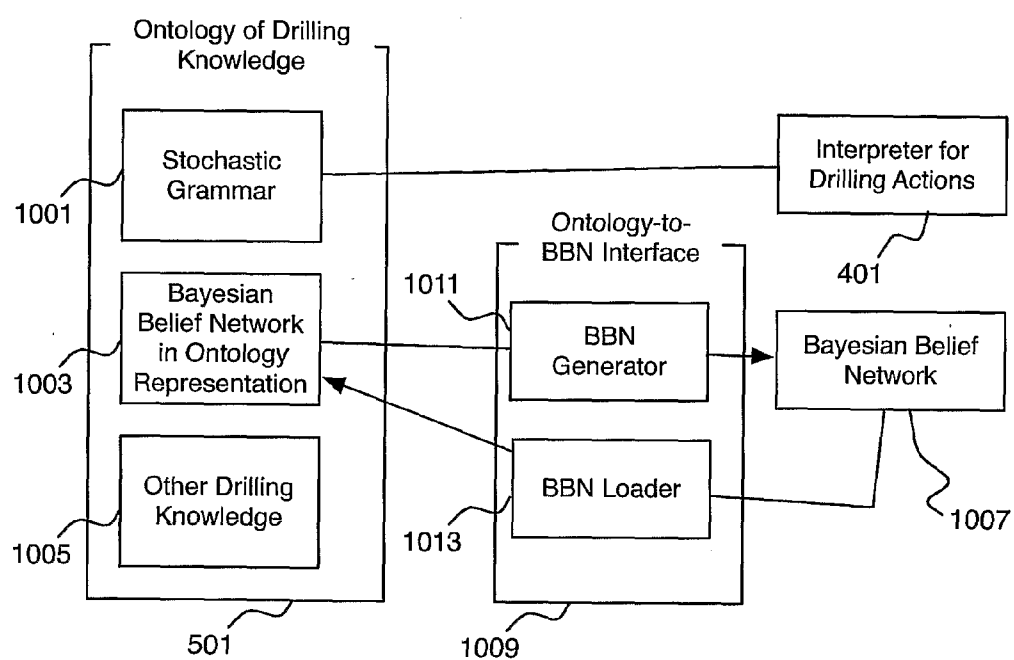 Ontology of Drilling
Knowledge
Stochastic
Grammar
1001
Bayesian
Belief Network
in Ontology
Representation
1003
Other Drilling
Knowledge
1005
501
Ontology-to-
BBN Interface
1011
BBN
Generator
BBN Loader
1013
1009
Interpreter for
Drilling Actions
401
Bayesian Belief
Network
1007